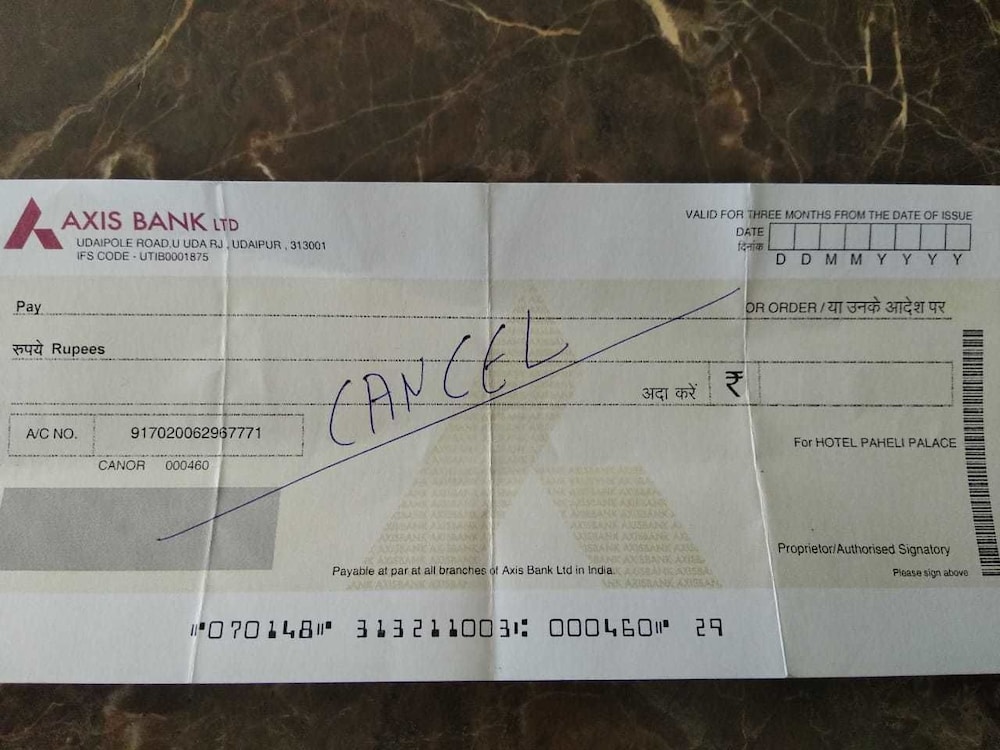 AXIS BANK LTD
UDAIPOLE ROAD,U UDA RJ , UDAIPUR , 313001
IFS CODE - UTIB0001875
VALID FOR THREE MONTHS FROM THE DATE OF ISSUE
DATE
दिनांक
D D M M Y Y Y Y
Pay
OR ORDER / या उनके आदेश पर
रुपये Rupees
CANCEL
अदा करें ₹
A/C NO. 917020062967771
CANOR 000460
For HOTEL PAHELI PALACE
Proprietor/Authorised Signatory
Please sign above
Payable at par at all branches of Axis Bank Ltd in India.
⑈070148⑈ 313211003⑆ 000460⑈ 29